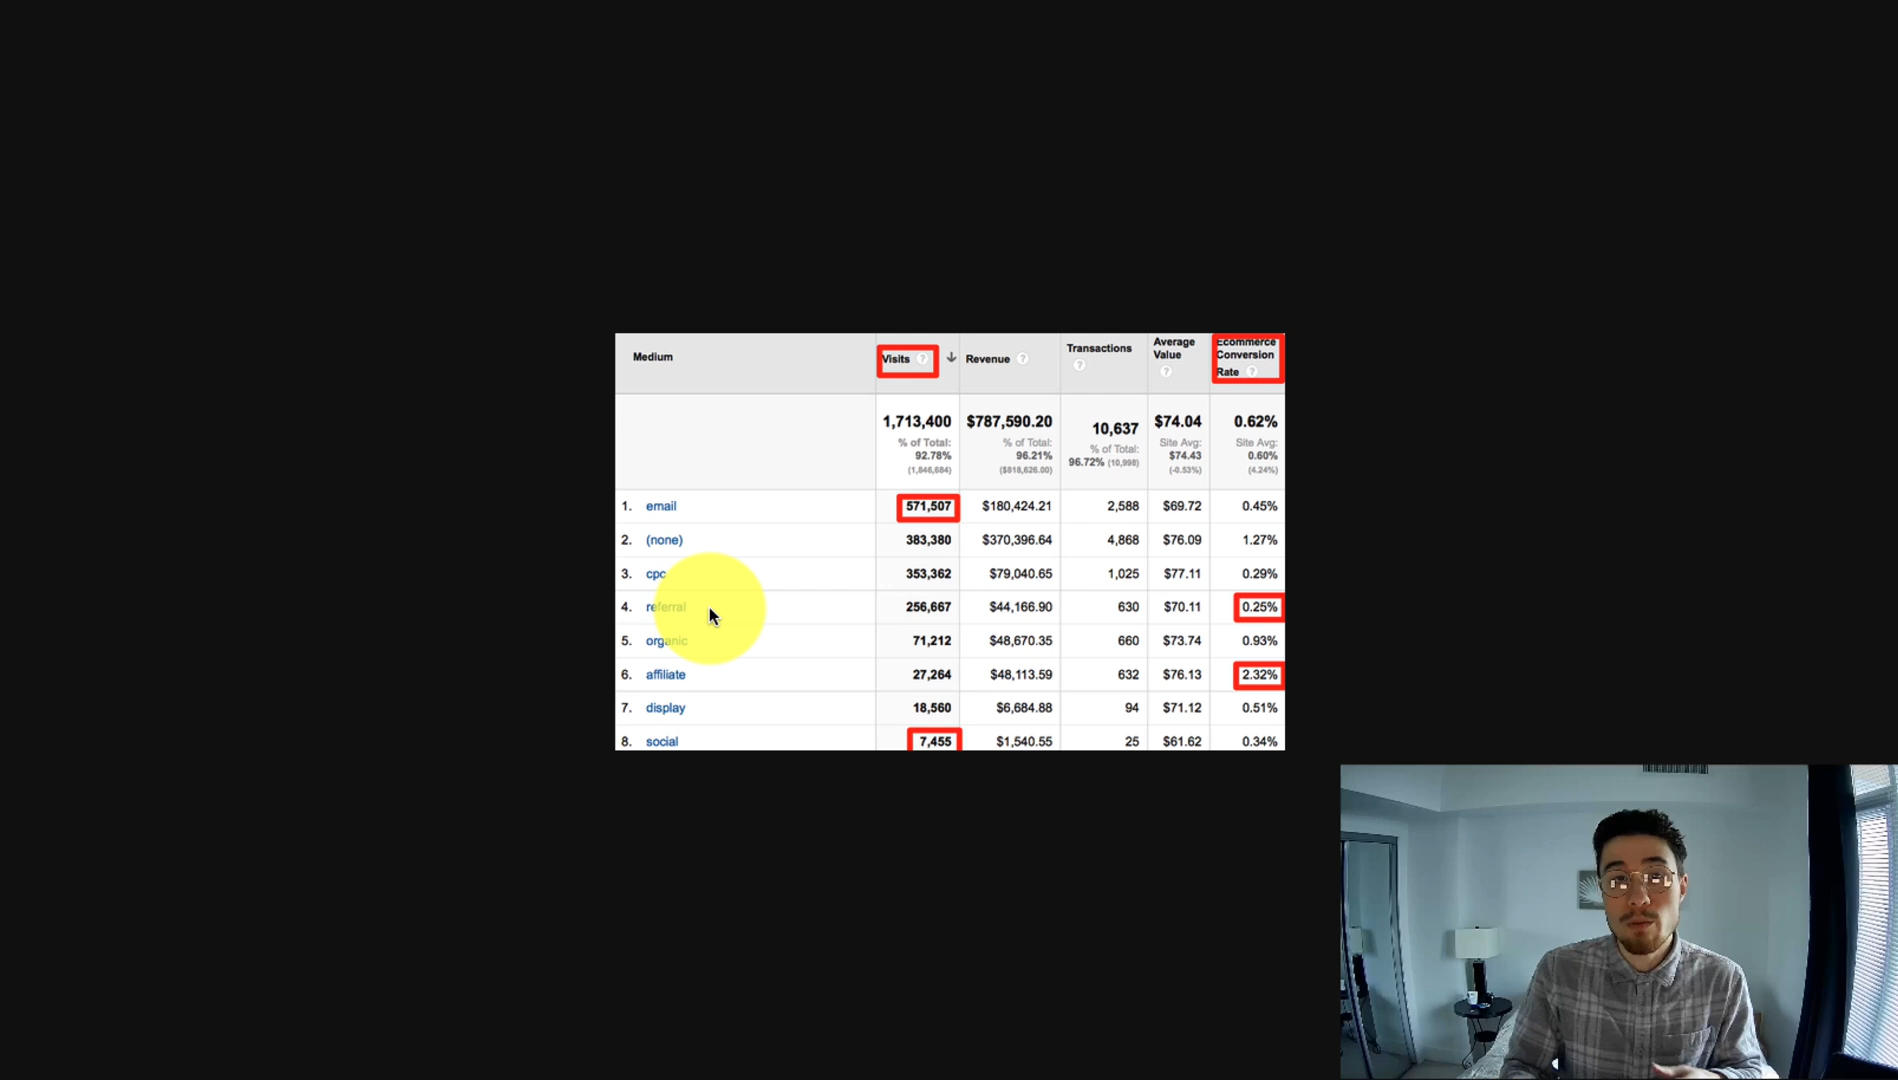 Medium Visits ? Revenue ? Transactions ? Average Value ? Ecommerce Conversion Rate ?
1,713,400 $787,590.20 10,637 $74.04 0.62%
% of Total: 92.78% (1,846,684) % of Total: 96.21% ($818,626.00) % of Total: 96.72% (10,998) Site Avg: $74.43 (-0.53%) Site Avg: 0.60% (4.24%)
1. email 571,507 $180,424.21 2,588 $69.72 0.45%
2. (none) 383,380 $370,396.64 4,868 $76.09 1.27%
3. cpc 353,362 $79,040.65 1,025 $77.11 0.29%
4. referral 256,667 $44,166.90 630 $70.11 0.25%
5. organic 71,212 $48,670.35 660 $73.74 0.93%
6. affiliate 27,264 $48,113.59 632 $76.13 2.32%
7. display 18,560 $6,684.88 94 $71.12 0.51%
8. social 7,455 $1,540.55 25 $61.62 0.34%